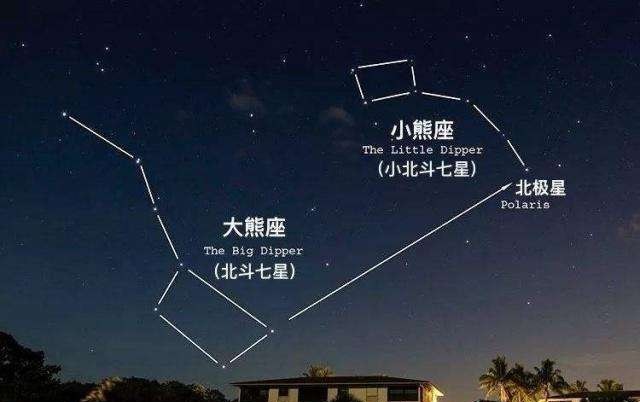 小熊座
The Little Dipper
（小北斗七星）
北极星
Polaris
大熊座
The Big Dipper
（北斗七星）